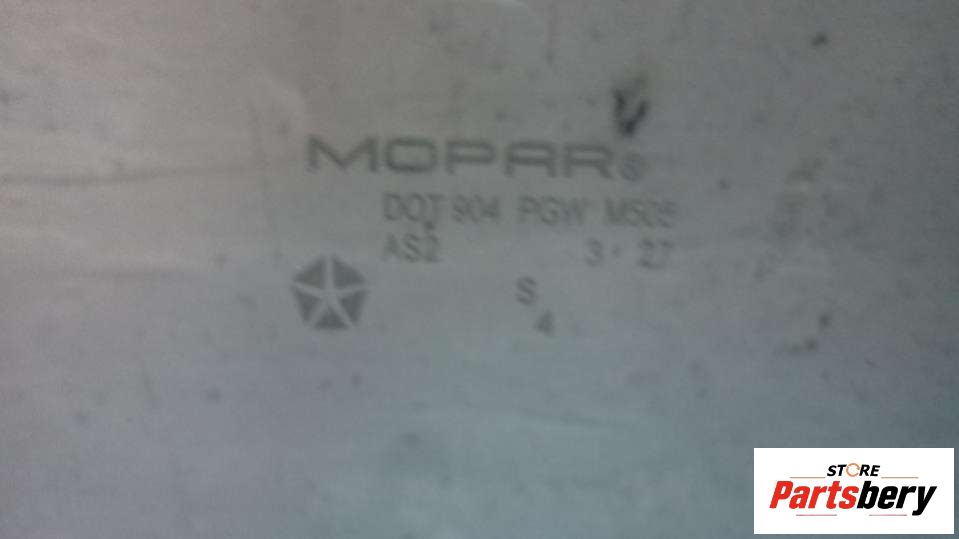 MOPAR®
DOT 904 PGW M505
AS2 3 · 27
S
4
STORE
Partsbery